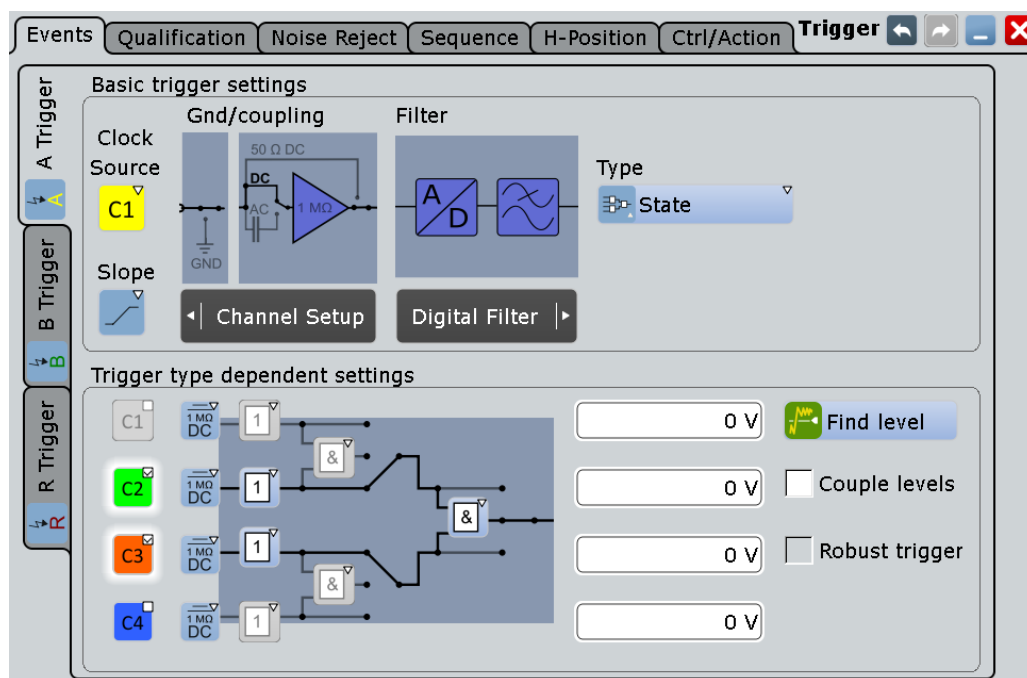 Events Qualification Noise Reject Sequence H-Position Ctrl/Action Trigger
A Trigger
A
B Trigger
B
R Trigger
R
Basic trigger settings
Gnd/coupling Filter
Clock
Source
C1
50 Ω DC
DC
AC
1 MΩ
GND
A
D
Type
State
Slope
Channel Setup
Digital Filter
Trigger type dependent settings
C1 1 MΩ DC 1 0 V Find level
&
C2 1 MΩ DC 1 0 V Couple levels
&
C3 1 MΩ DC 1 0 V Robust trigger
&
C4 1 MΩ DC 1 0 V